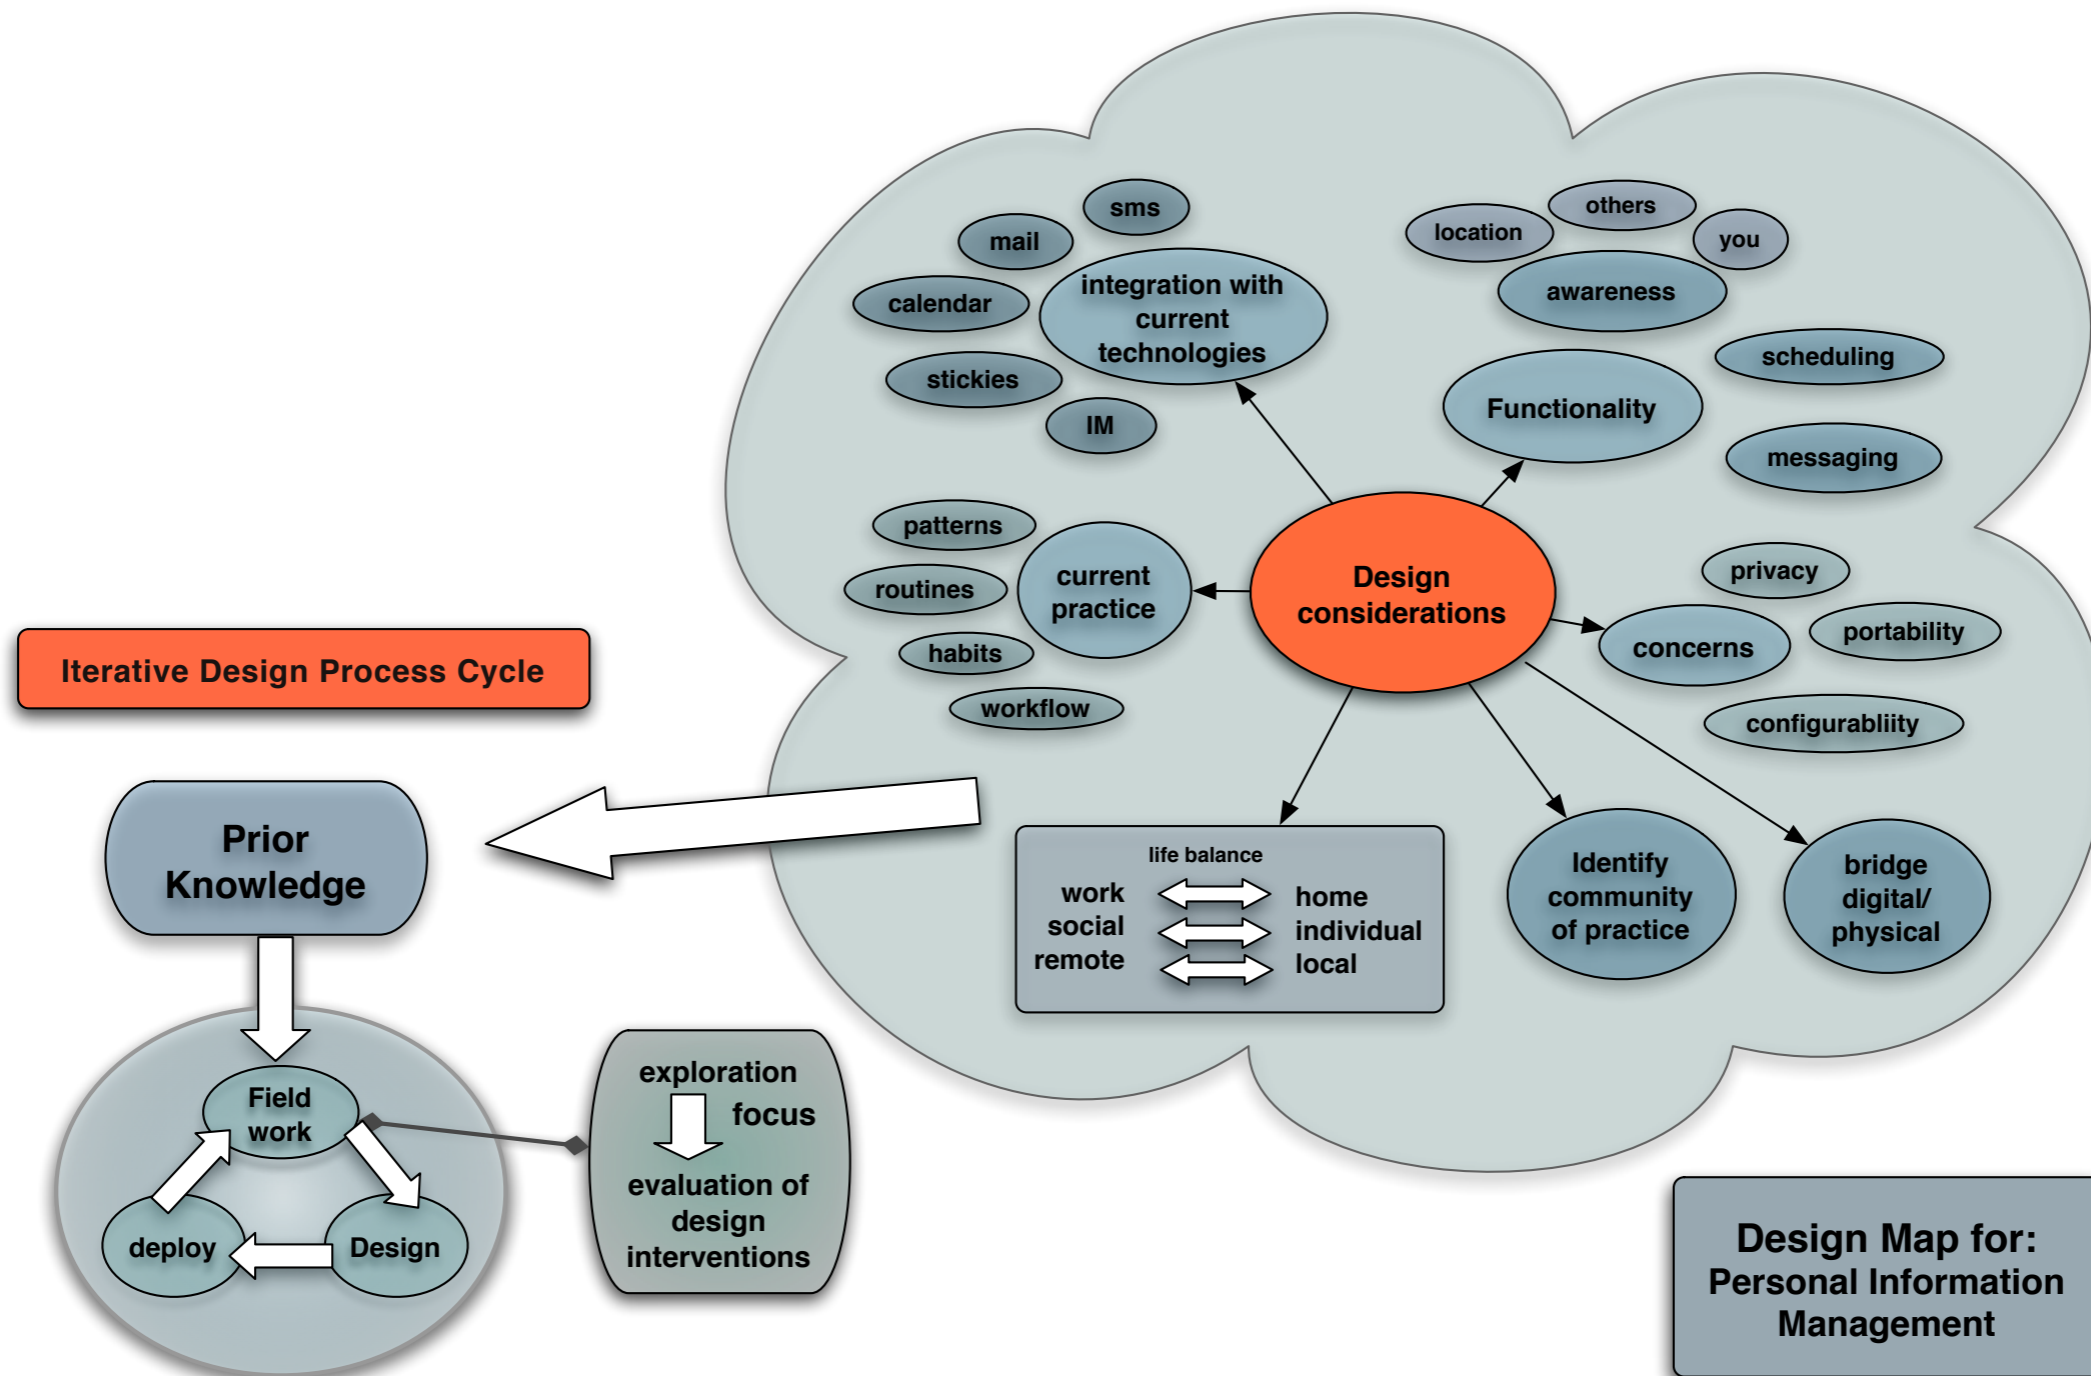 sms
mail
calendar
stickies
IM
integration with
current
technologies
location
others
you
awareness
scheduling
Functionality
messaging
patterns
routines
habits
workflow
current
practice
Design
considerations
privacy
concerns
portability
configurabliity
life balance
work home
social individual
remote local
Identify
community
of practice
bridge
digital/
physical
Iterative Design Process Cycle
Prior
Knowledge
Field
work
deploy
Design
exploration
focus
evaluation of
design
interventions
Design Map for:
Personal Information
Management